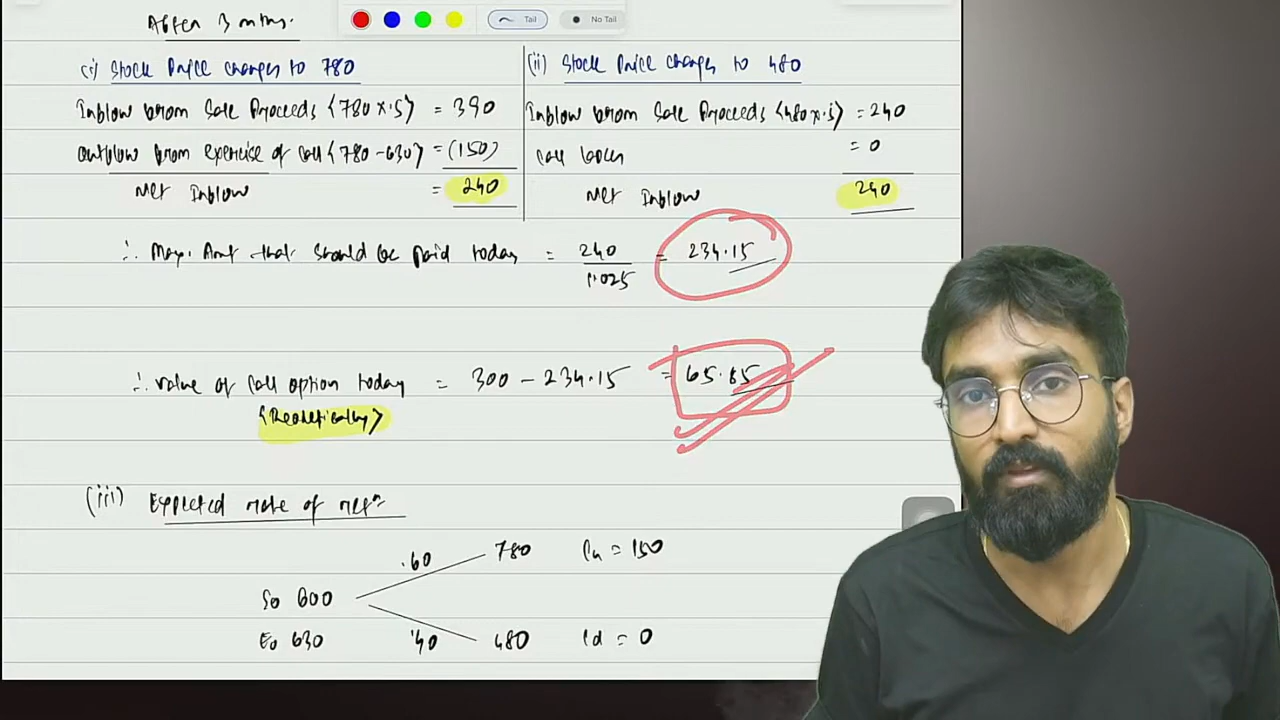 After 3 mths.
Tail
No Tail
(i) Stock Price changes to 780
Inflow from Sale Proceeds {780 x .5} = 390
Outflow from exercise of Call {780 - 630} = (150)
Net Inflow = 240
(ii) Stock Price changes to 480
Inflow from Sale Proceeds {480 x .5} = 240
Call lapses = 0
Net Inflow 240
∴ Max. Amt that should be paid today = 240 / 1.025 = 234.15
∴ Value of Call option today = 300 - 234.15 = 65.85
{Theoretically}
(iii) Expected rate of retn
.60 780 Cu = 150
So 600
Eo 630 .40 480 Cd = 0